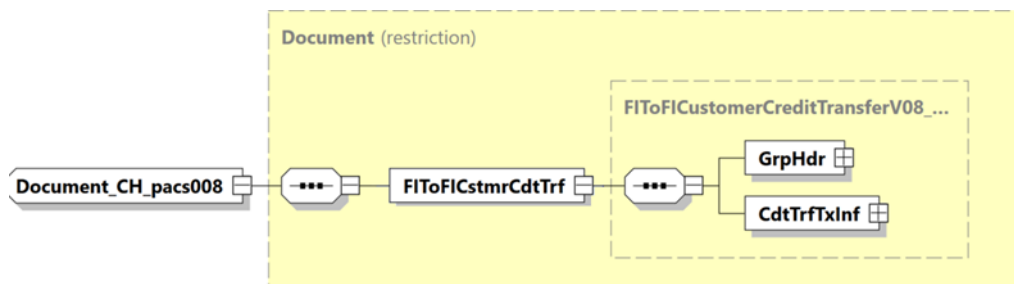 Document (restriction)
FIToFICustomerCreditTransferV08_...
GrpHdr
Document_CH_pacs008
FIToFICstmrCdtTrf
CdtTrfTxInf